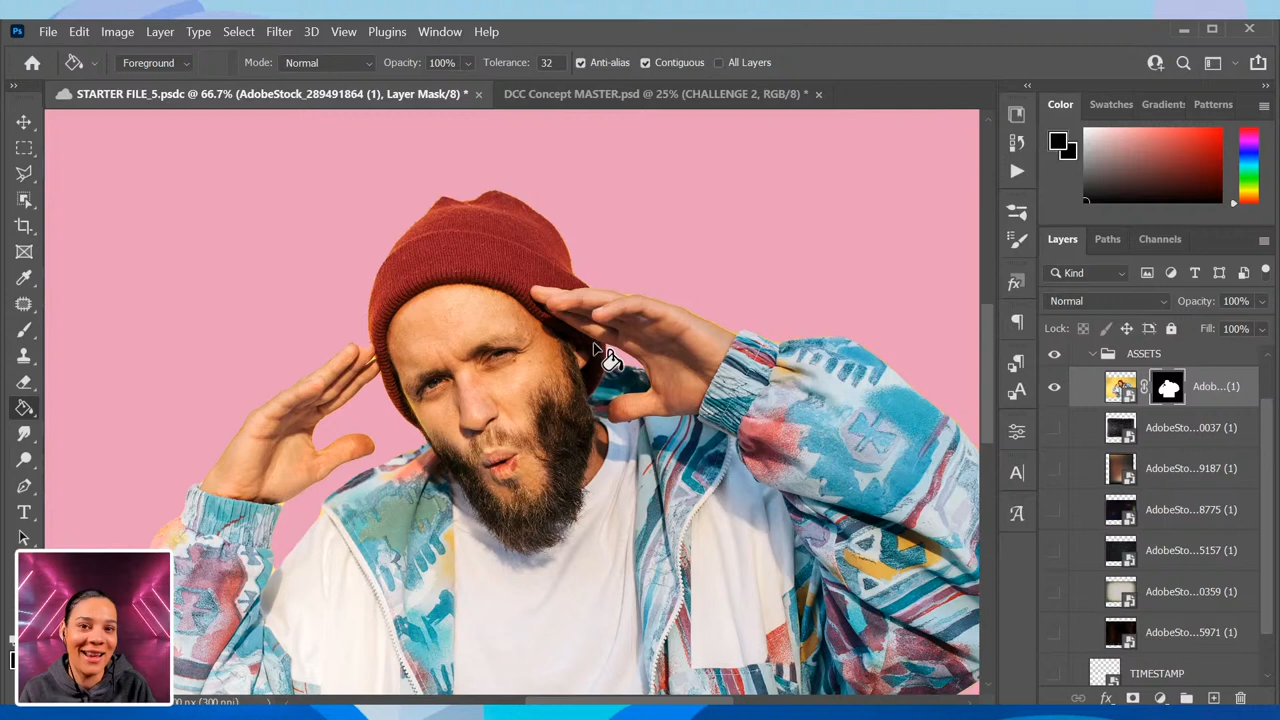 Ps File Edit Image Layer Type Select Filter 3D View Plugins Window Help
Foreground Mode: Normal Opacity: 100% Tolerance: 32 Anti-alias Contiguous All Layers
STARTER FILE_5.psdc @ 66.7% (AdobeStock_289491864 (1), Layer Mask/8) * DCC Concept MASTER.psd @ 25% (CHALLENGE 2, RGB/8) *
Color Swatches Gradients Patterns
Layers Paths Channels
Kind
Normal Opacity: 100%
Lock: Fill: 100%
ASSETS
Adob...(1)
AdobeSto...0037 (1)
AdobeSto...9187 (1)
AdobeSto...8775 (1)
AdobeSto...5157 (1)
AdobeSto...0359 (1)
AdobeSto...5971 (1)
TIMESTAMP
fx